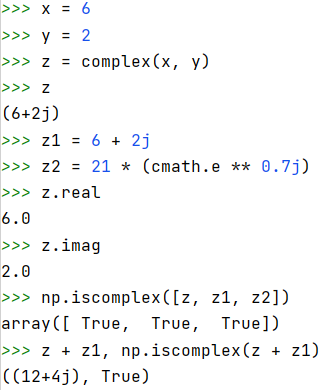 >>> x = 6
>>> y = 2
>>> z = complex(x, y)
>>> z
(6+2j)
>>> z1 = 6 + 2j
>>> z2 = 21 * (cmath.e ** 0.7j)
>>> z.real
6.0
>>> z.imag
2.0
>>> np.iscomplex([z, z1, z2])
array([ True,  True,  True])
>>> z + z1, np.iscomplex(z + z1)
((12+4j), True)